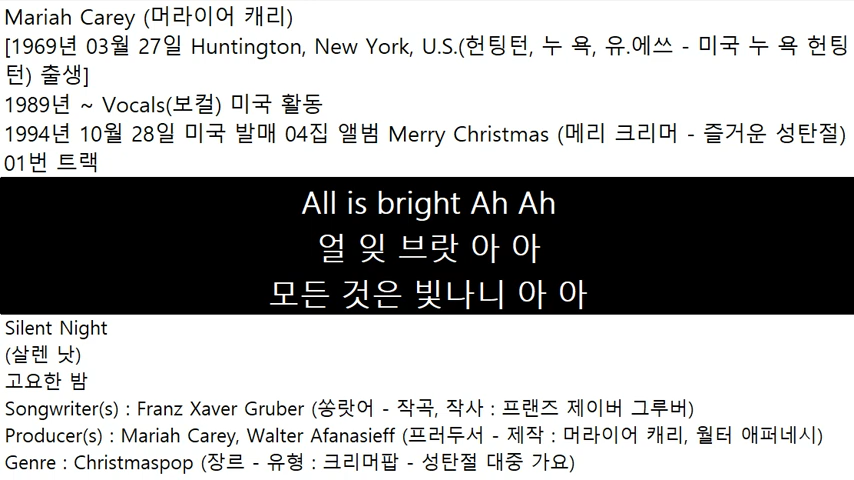 Mariah Carey (머라이어 캐리)
[1969년 03월 27일 Huntington, New York, U.S.(헌팅턴, 누 욕, 유.에쓰 - 미국 누 욕 헌팅
턴) 출생]
1989년 ~ Vocals(보컬) 미국 활동
1994년 10월 28일 미국 발매 04집 앨범 Merry Christmas (메리 크리머 - 즐거운 성탄절)
01번 트랙
All is bright Ah Ah
얼 잊 브랏 아 아
모든 것은 빛나니 아 아
Silent Night
(살렌 낫)
고요한 밤
Songwriter(s) : Franz Xaver Gruber (쏭랏어 - 작곡, 작사 : 프랜즈 제이버 그루버)
Producer(s) : Mariah Carey, Walter Afanasieff (프러두서 - 제작 : 머라이어 캐리, 월터 애퍼네시)
Genre : Christmaspop (장르 - 유형 : 크리머팝 - 성탄절 대중 가요)